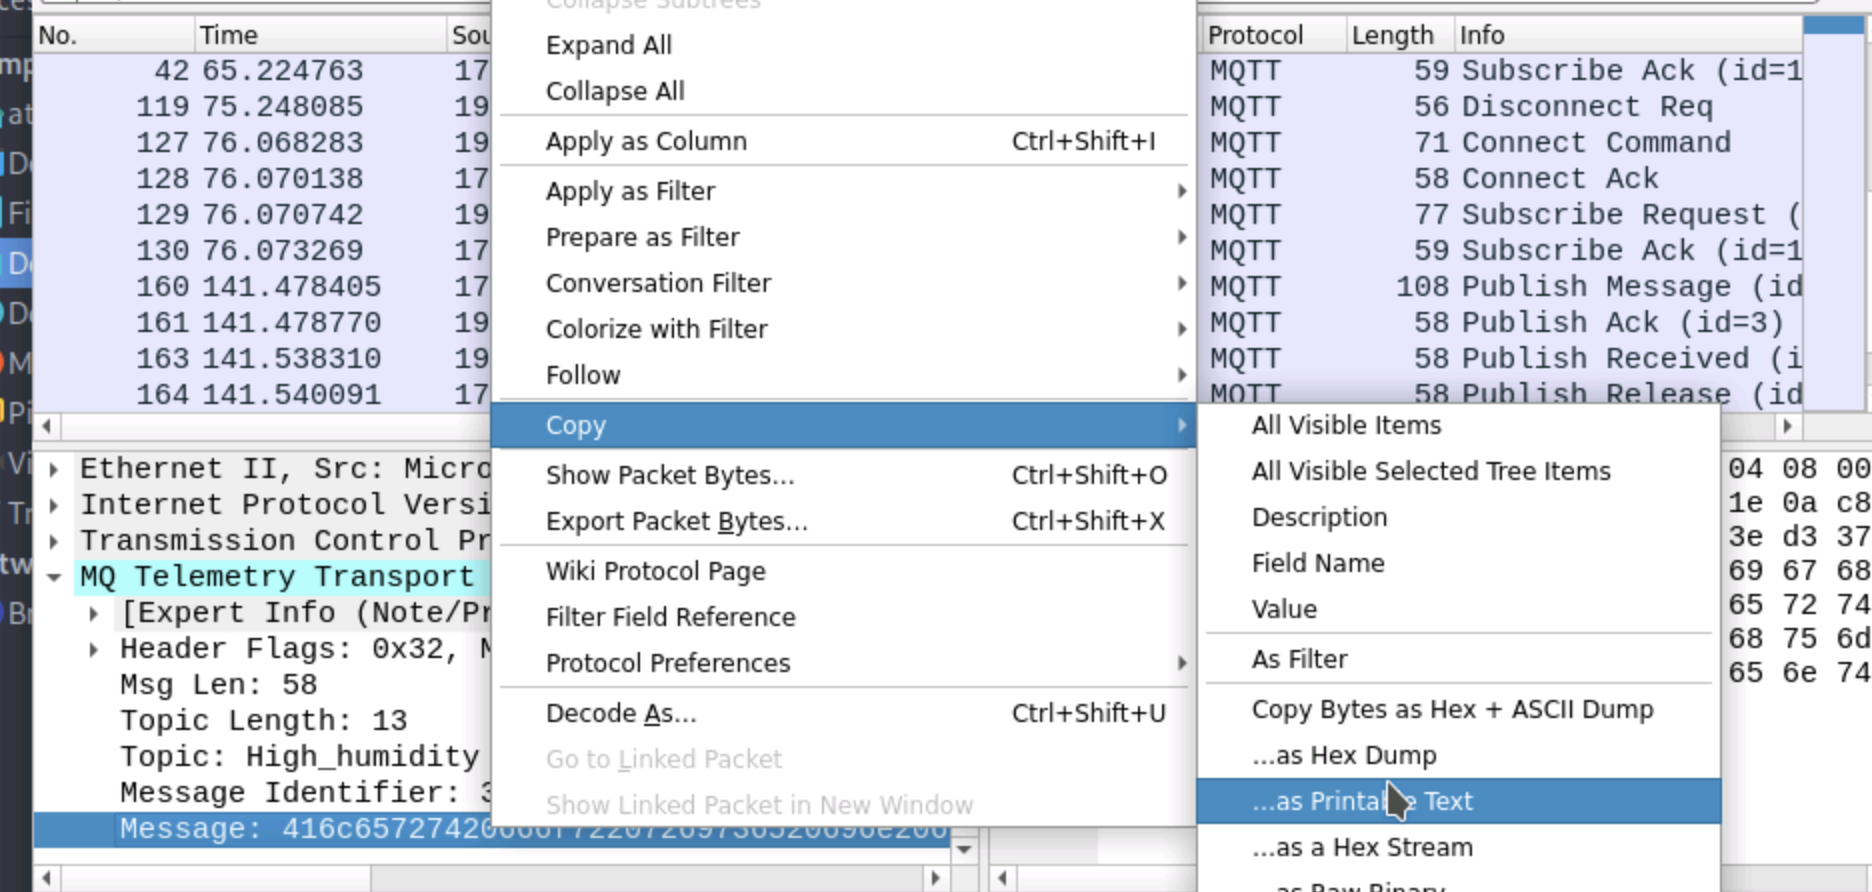 Collapse Subtrees
No. Time Sou Protocol Length Info
Expand All
42 65.224763 17 MQTT 59 Subscribe Ack (id=1
Collapse All
119 75.248085 19 MQTT 56 Disconnect Req
127 76.068283 19 Apply as Column Ctrl+Shift+I MQTT 71 Connect Command
128 76.070138 17 Apply as Filter MQTT 58 Connect Ack
129 76.070742 19 MQTT 77 Subscribe Request (
Prepare as Filter
130 76.073269 17 MQTT 59 Subscribe Ack (id=1
160 141.478405 17 Conversation Filter MQTT 108 Publish Message (id
161 141.478770 19 Colorize with Filter MQTT 58 Publish Ack (id=3)
163 141.538310 19 Follow MQTT 58 Publish Received (i
164 141.540091 17 MQTT 58 Publish Release (id
Copy All Visible Items
Ethernet II, Src: Micro Show Packet Bytes... Ctrl+Shift+O All Visible Selected Tree Items 04 08 00
Internet Protocol Versi Export Packet Bytes... Ctrl+Shift+X Description 1e 0a c8
Transmission Control Pr 3e d3 37
MQ Telemetry Transport Wiki Protocol Page Field Name 69 67 68
[Expert Info (Note/Pr Filter Field Reference Value 65 72 74
Header Flags: 0x32, M Protocol Preferences As Filter 68 75 6d
Msg Len: 58 65 6e 74
Topic Length: 13 Decode As... Ctrl+Shift+U Copy Bytes as Hex + ASCII Dump
Topic: High_humidity Go to Linked Packet ...as Hex Dump
Message Identifier: 3 Show Linked Packet in New Window ...as Printable Text
Message:
...as a Hex Stream
...as Raw Binary